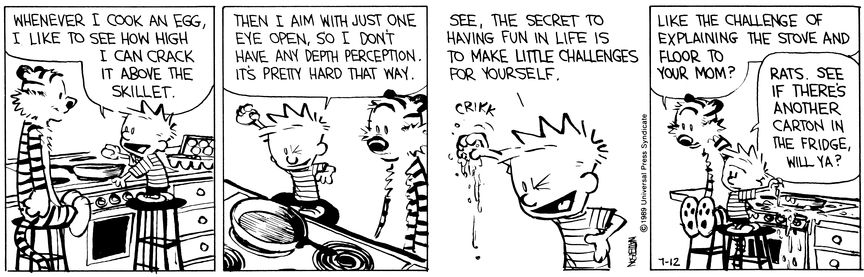 WHENEVER I COOK AN EGG,
I LIKE TO SEE HOW HIGH
I CAN CRACK
IT ABOVE THE
SKILLET.
THEN I AIM WITH JUST ONE
EYE OPEN, SO I DON'T
HAVE ANY DEPTH PERCEPTION.
IT'S PRETTY HARD THAT WAY.
SEE, THE SECRET TO
HAVING FUN IN LIFE IS
TO MAKE LITTLE CHALLENGES
FOR YOURSELF.
CRIKK
©1989 Universal Press Syndicate
WATTERSON
LIKE THE CHALLENGE OF
EXPLAINING THE STOVE AND
FLOOR TO
YOUR MOM?
RATS. SEE
IF THERE'S
ANOTHER
CARTON IN
THE FRIDGE,
WILL YA?
7-12